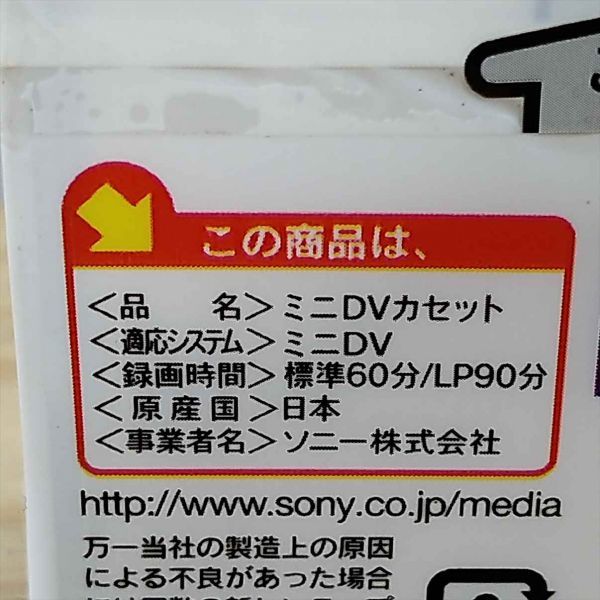 この商品は、
＜品　　名＞ミニDVカセット
＜適応システム＞ミニDV
＜録画時間＞標準60分/LP90分
＜原産国＞日本
＜事業者名＞ソニー株式会社
http://www.sony.co.jp/media
万一当社の製造上の原因
による不良があった場合